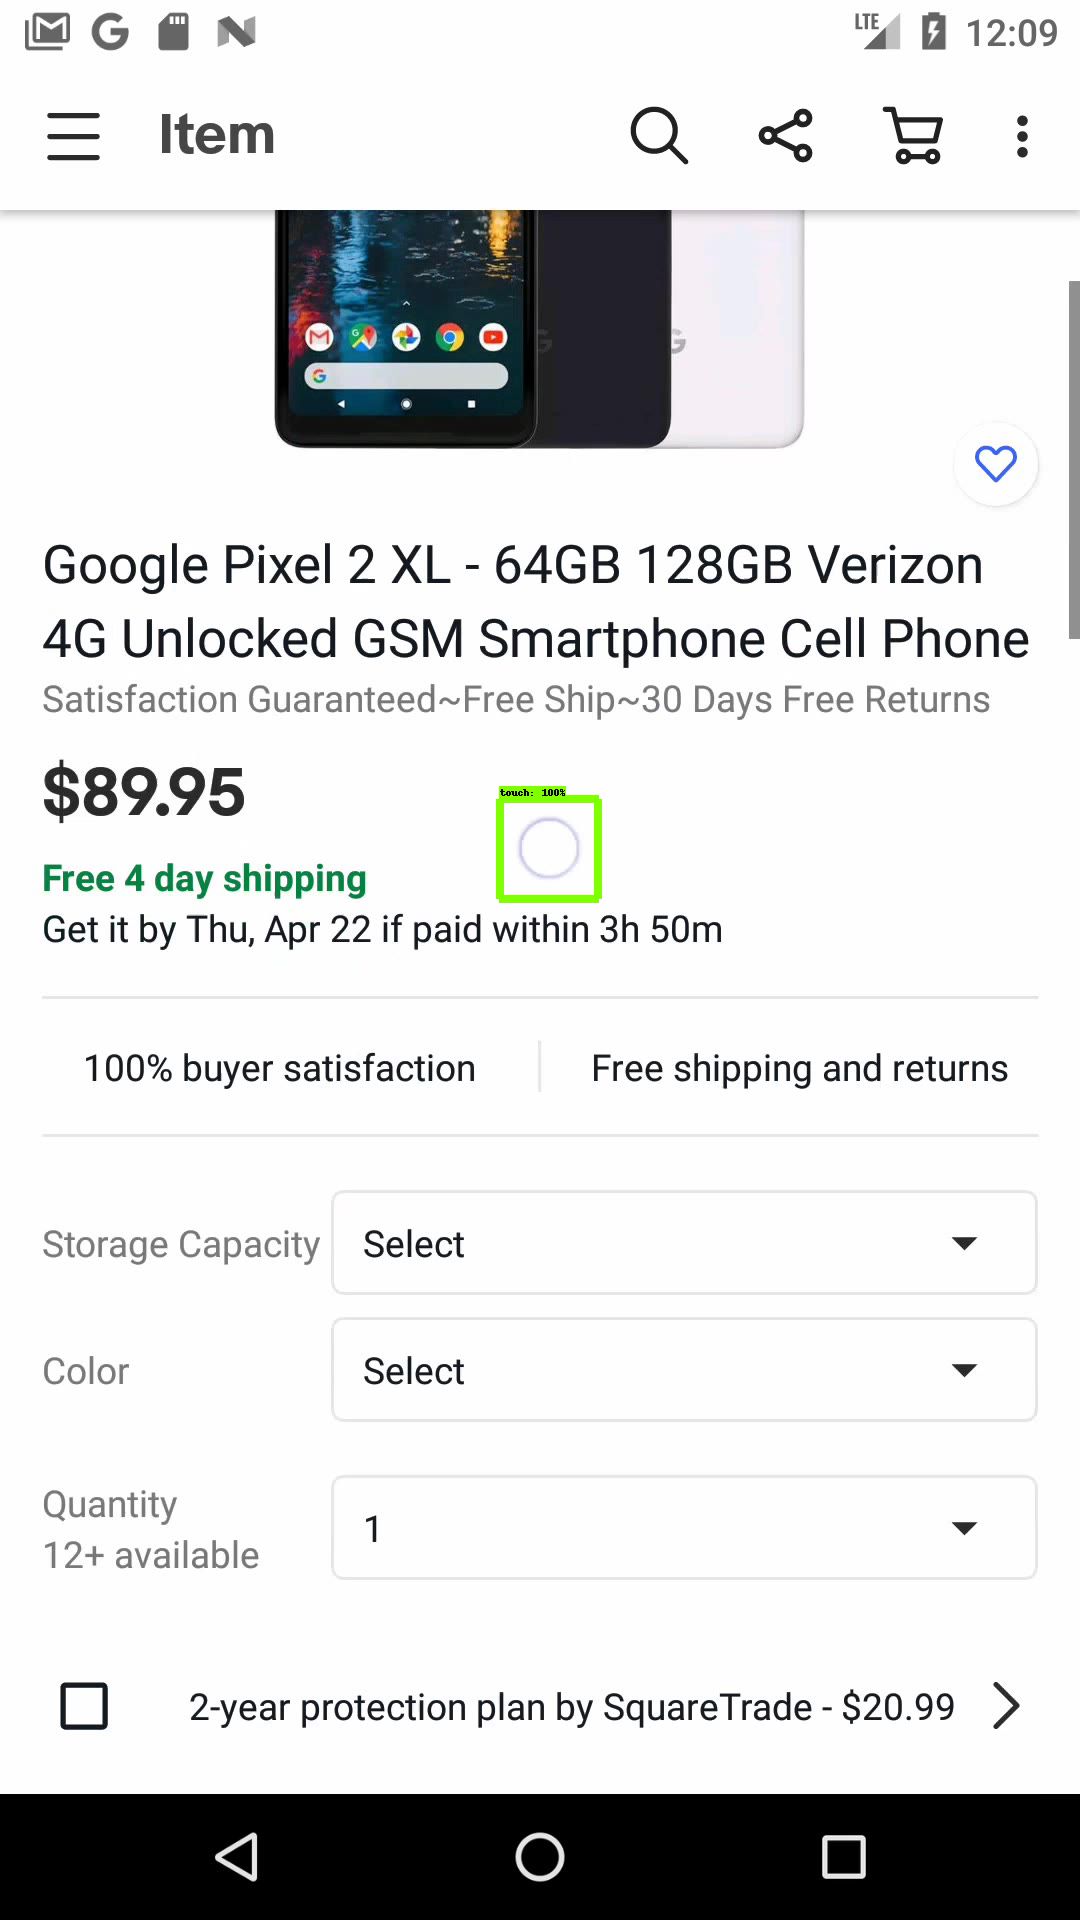 LTE 12:09
Item
Google Pixel 2 XL - 64GB 128GB Verizon
4G Unlocked GSM Smartphone Cell Phone
Satisfaction Guaranteed~Free Ship~30 Days Free Returns
$89.95
touch: 100%
Free 4 day shipping
Get it by Thu, Apr 22 if paid within 3h 50m
100% buyer satisfaction
Free shipping and returns
Storage Capacity Select
Color Select
Quantity
12+ available
1
2-year protection plan by SquareTrade - $20.99